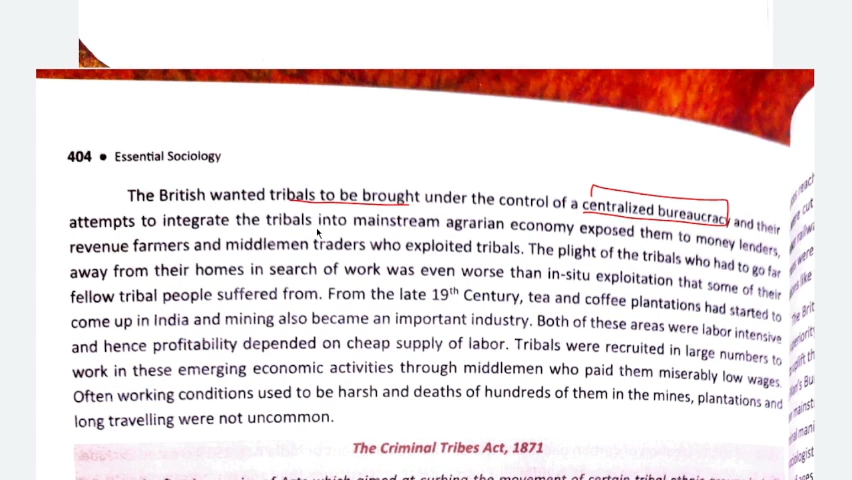 404 • Essential Sociology
The British wanted tribals to be brought under the control of a centralized bureaucracy and their
attempts to integrate the tribals into mainstream agrarian economy exposed them to money lenders,
revenue farmers and middlemen traders who exploited tribals. The plight of the tribals who had to go far
away from their homes in search of work was even worse than in-situ exploitation that some of their
fellow tribal people suffered from. From the late 19th Century, tea and coffee plantations had started to
come up in India and mining also became an important industry. Both of these areas were labor intensive
and hence profitability depended on cheap supply of labor. Tribals were recruited in large numbers to
work in these emerging economic activities through middlemen who paid them miserably low wages.
Often working conditions used to be harsh and deaths of hundreds of them in the mines, plantations and
long travelling were not uncommon.
The Criminal Tribes Act, 1871